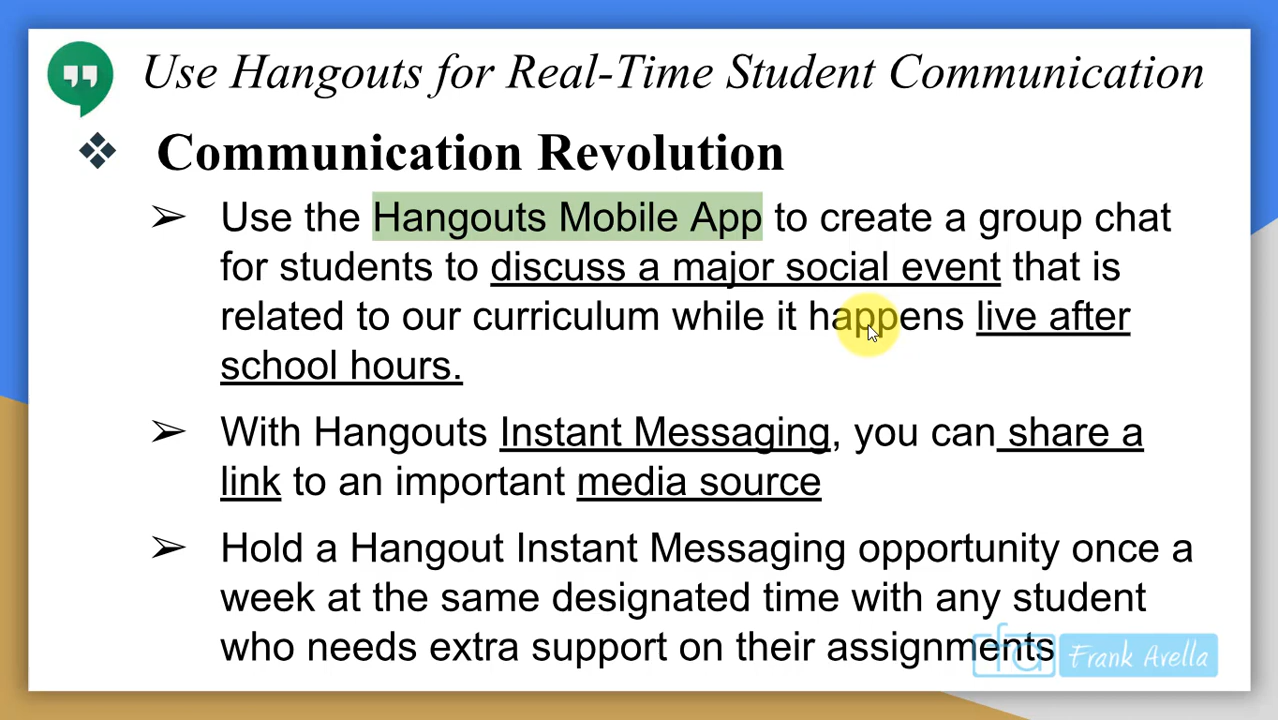 Use Hangouts for Real-Time Student Communication
❖ Communication Revolution
➢ Use the Hangouts Mobile App to create a group chat
for students to discuss a major social event that is
related to our curriculum while it happens live after
school hours.
➢ With Hangouts Instant Messaging, you can share a
link to an important media source
➢ Hold a Hangout Instant Messaging opportunity once a
week at the same designated time with any student
who needs extra support on their assignments
fa Frank Avella